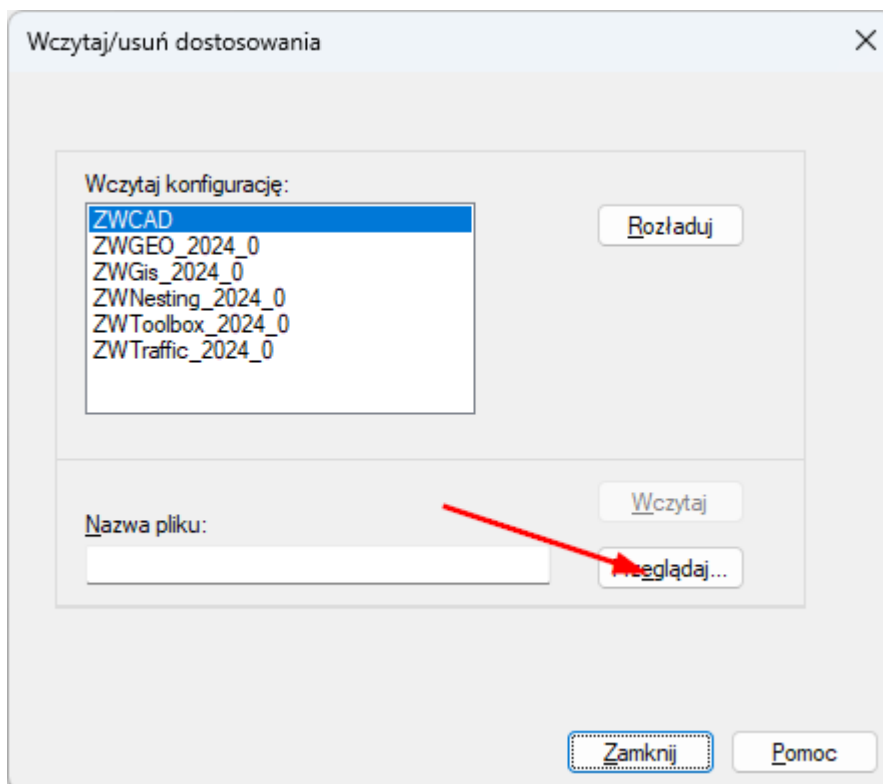 Wczytaj/usuń dostosowania
Wczytaj konfigurację:
ZWCAD
ZWGEO_2024_0
ZWGis_2024_0
ZWNesting_2024_0
ZWToolbox_2024_0
ZWTraffic_2024_0
Rozładuj
Wczytaj
Nazwa pliku:
Przeglądaj...
Zamknij
Pomoc